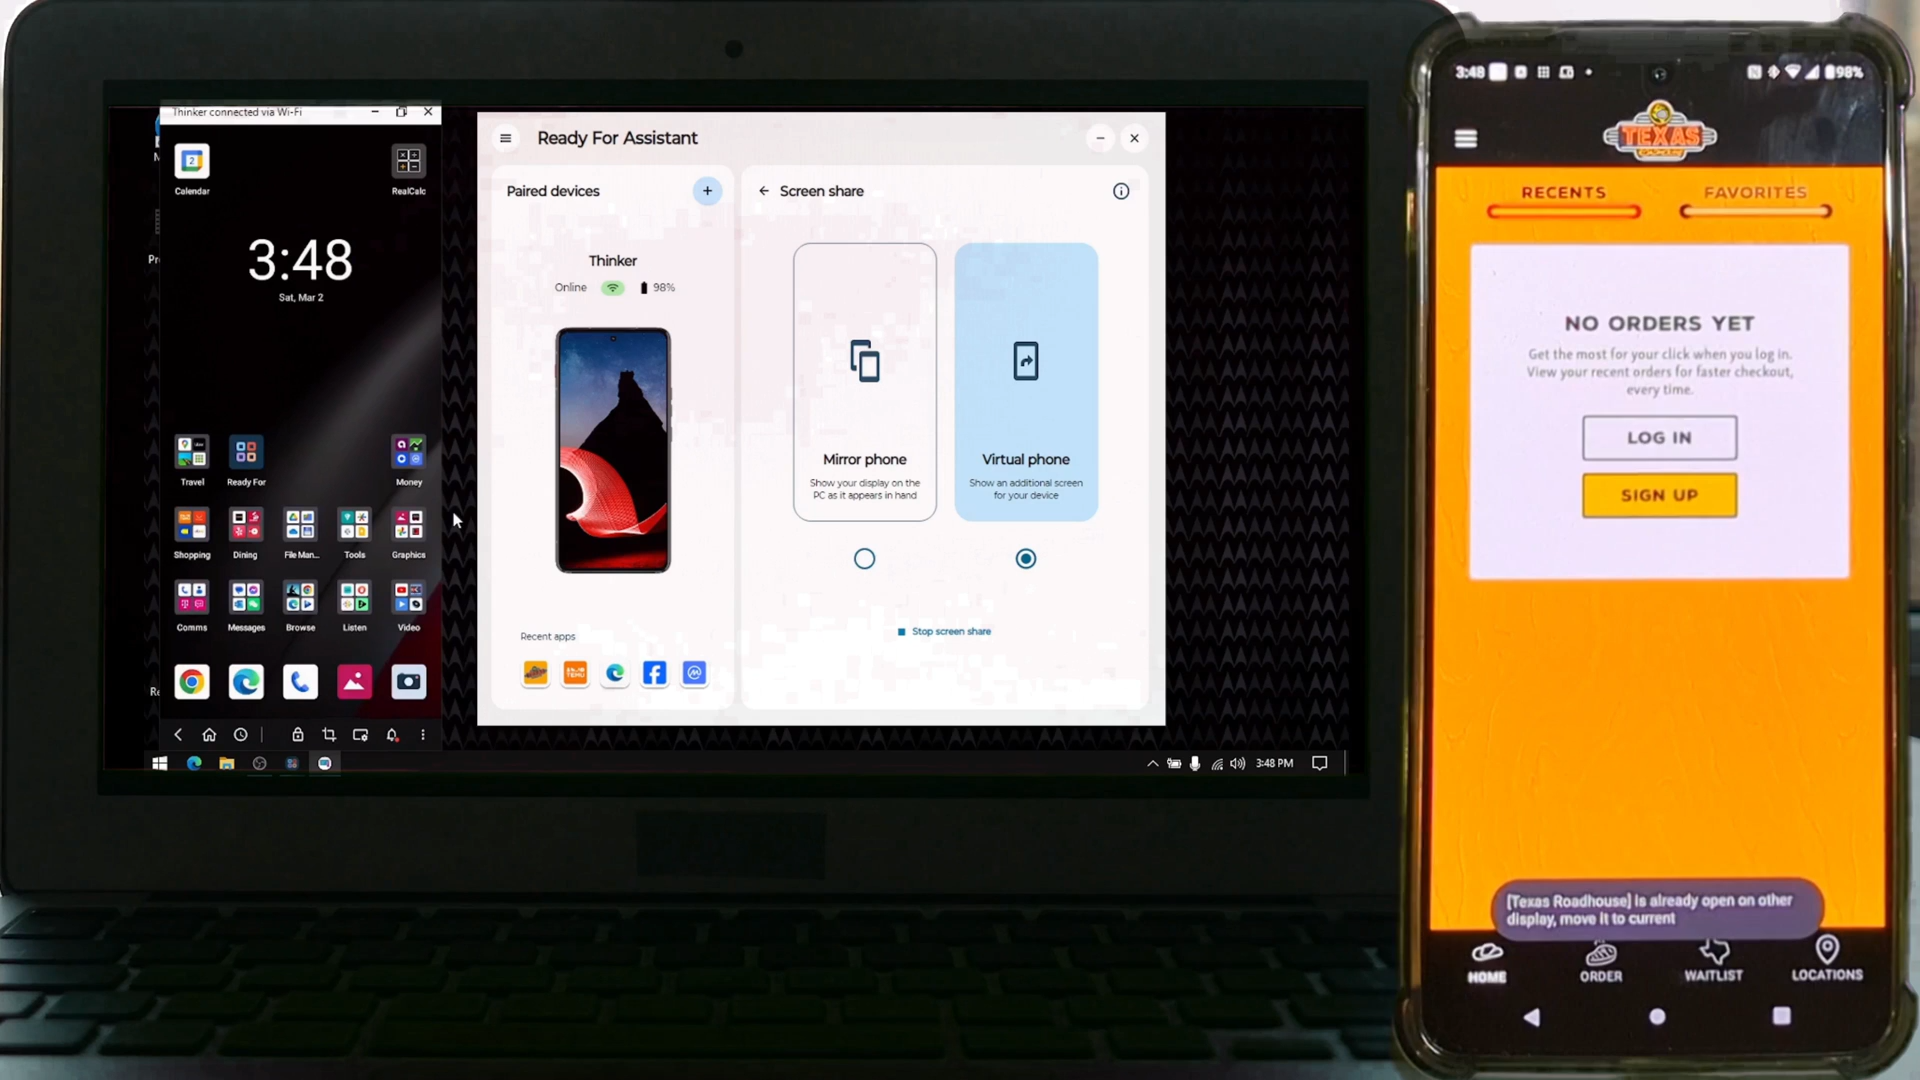 Thinker connected via Wi-Fi
2
Calendar
RealCalc
3:48
Sat, Mar 2
Travel
Ready For
Money
Shopping
Dining
File Man...
Tools
Graphics
Comms
Messages
Browse
Listen
Video
Ready For Assistant
Paired devices
Screen share
Thinker
Online
98%
Mirror phone
Show your display on the
PC as it appears in hand
Virtual phone
Show an additional screen
for your device
Stop screen share
Recent apps
TEMU
3:48 PM
3:48
98%
TEXAS
ROADHOUSE
RECENTS
FAVORITES
NO ORDERS YET
Get the most for your click when you log in.
View your recent orders for faster checkout,
every time.
LOG IN
SIGN UP
[Texas Roadhouse] is already open on other
display, move it to current
HOME
ORDER
WAITLIST
LOCATIONS